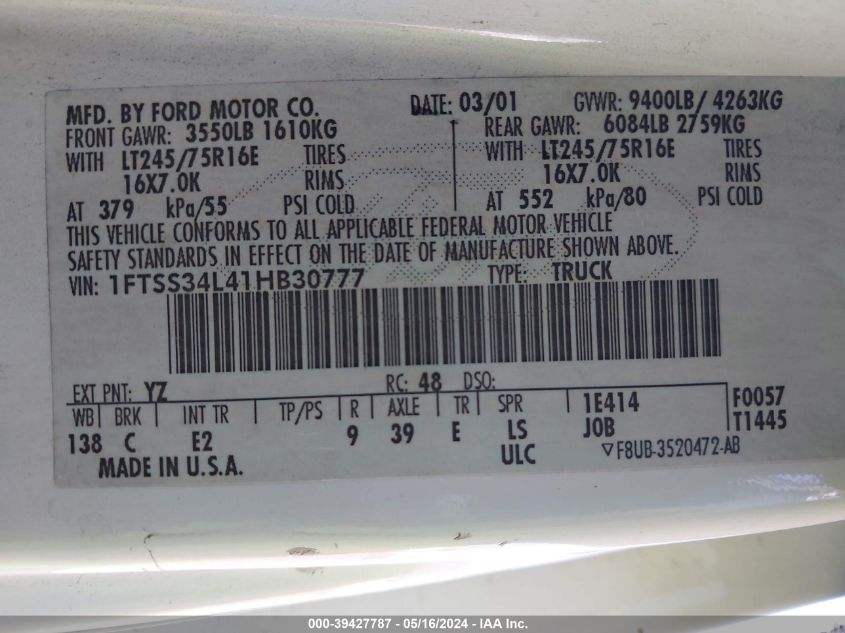 MFD. BY FORD MOTOR CO. DATE: 03/01 GVWR: 9400LB/ 4263KG
FRONT GAWR: 3550LB 1610KG REAR GAWR: 6084LB 2759KG
WITH LT245/75R16E TIRES WITH LT245/75R16E TIRES
16X7.0K RIMS 16X7.0K RIMS
AT 379 kPa/55 PSI COLD AT 552 kPa/80 PSI COLD
THIS VEHICLE CONFORMS TO ALL APPLICABLE FEDERAL MOTOR VEHICLE
SAFETY STANDARDS IN EFFECT ON THE DATE OF MANUFACTURE SHOWN ABOVE.
VIN: 1FTSS34L41HB30777 TYPE: TRUCK
EXT PNT: YZ RC: 48 DSO:
WB BRK INT TR TP/PS R AXLE TR SPR 1E414 F0057
138 C E2 9 39 E LS JOB T1445
ULC F8UB-3520472-AB
MADE IN U.S.A.
000-39427787 - 05/16/2024 - IAA Inc.